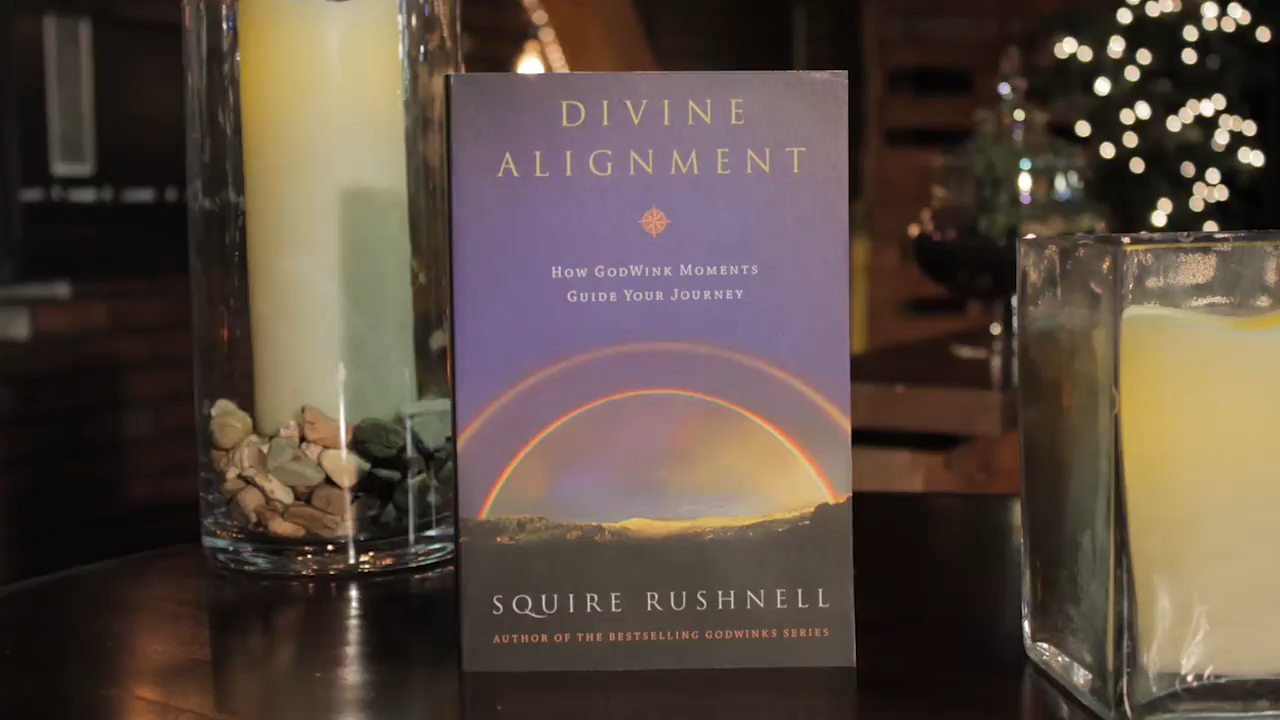 DIVINE
ALIGNMENT
HOW GODWINK MOMENTS
GUIDE YOUR JOURNEY
SQUIRE RUSHNELL
AUTHOR OF THE BESTSELLING GODWINKS SERIES